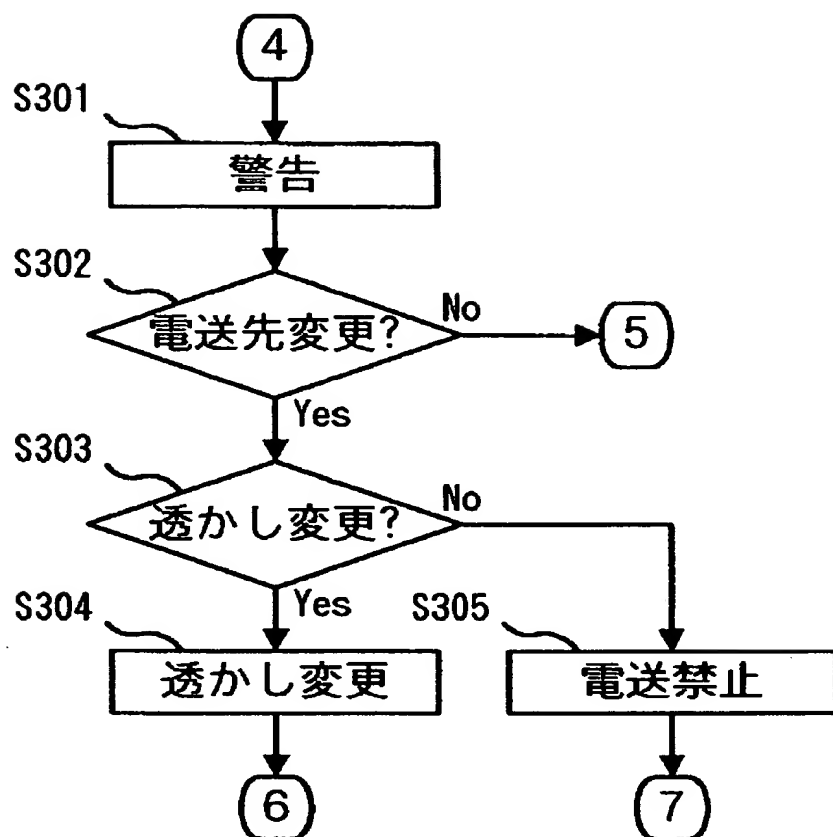 4
S301
警告
S302
電送先変更?
No
5
Yes
S303
透かし変更?
No
Yes
S304
透かし変更
S305
電送禁止
6
7